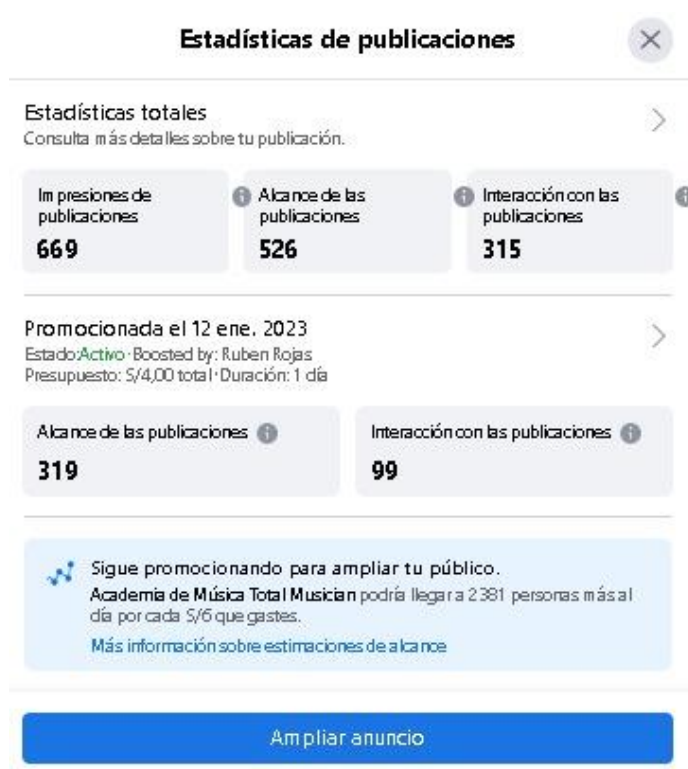 Estadísticas de publicaciones
Estadísticas totales
Consulta más detalles sobre tu publicación.
Impresiones de publicaciones
669
Alcance de las publicaciones
526
Interacción con las publicaciones
315
Promocionada el 12 ene. 2023
Estado:Activo · Boosted by: Ruben Rojas
Presupuesto: S/4,00 total · Duración: 1 día
Alcance de las publicaciones
319
Interacción con las publicaciones
99
Sigue promocionando para ampliar tu público.
Academia de Música Total Musician podría llegar a 2381 personas más al
día por cada S/6 que gastes.
Más información sobre estimaciones de alcance
Ampliar anuncio